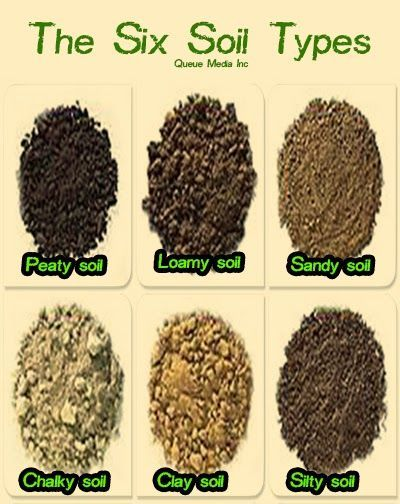 The Six Soil Types
Queue Media Inc
Peaty soil
Loamy soil
Sandy soil
Chalky soil
Clay soil
Silty soil